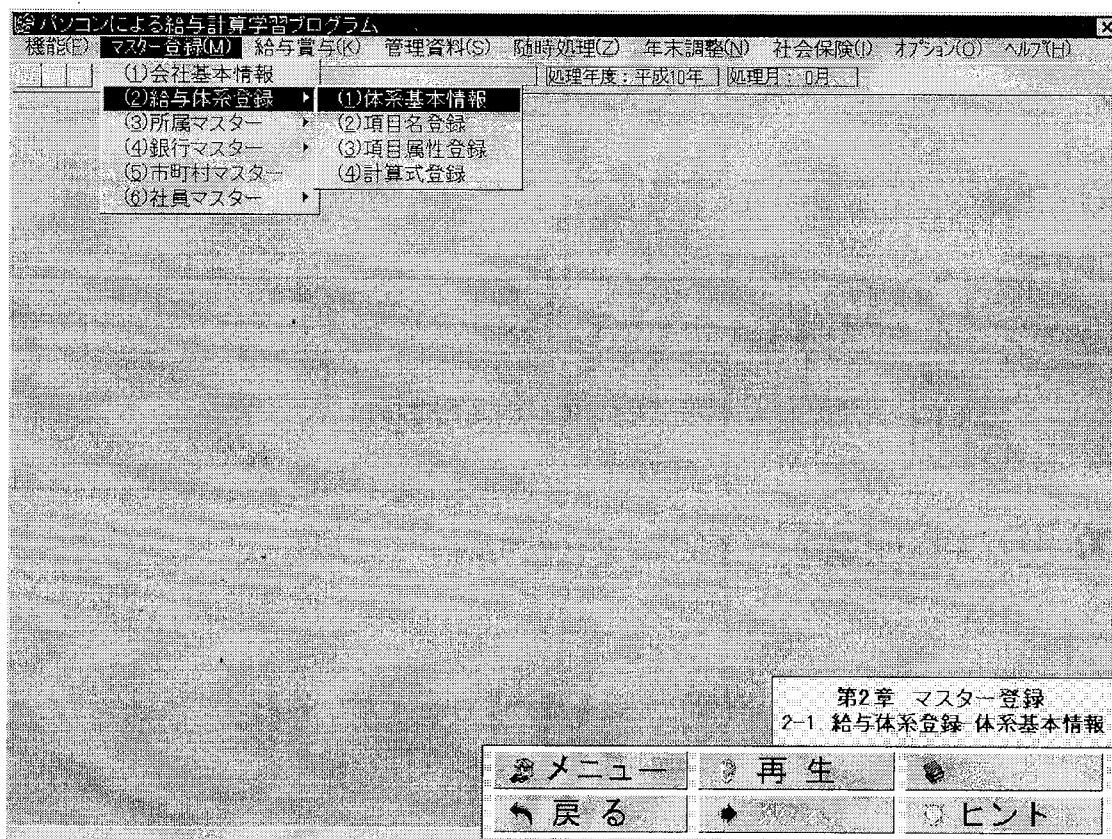 パソコンによる給与計算学習プログラム
機能(E) マスター登録(M) 給与賞与(K) 管理資料(S) 随時処理(Z) 年末調整(N) 社会保険(I) オプション(O) ヘルプ(H)
処理年度：平成10年 処理月： 0月
(1)会社基本情報
(2)給与体系登録
(3)所属マスター
(4)銀行マスター
(5)市町村マスター
(6)社員マスター
(1)体系基本情報
(2)項目名登録
(3)項目属性登録
(4)計算式登録
第2章 マスター登録
2-1 給与体系登録 体系基本情報
メニュー 再生
戻る ヒント